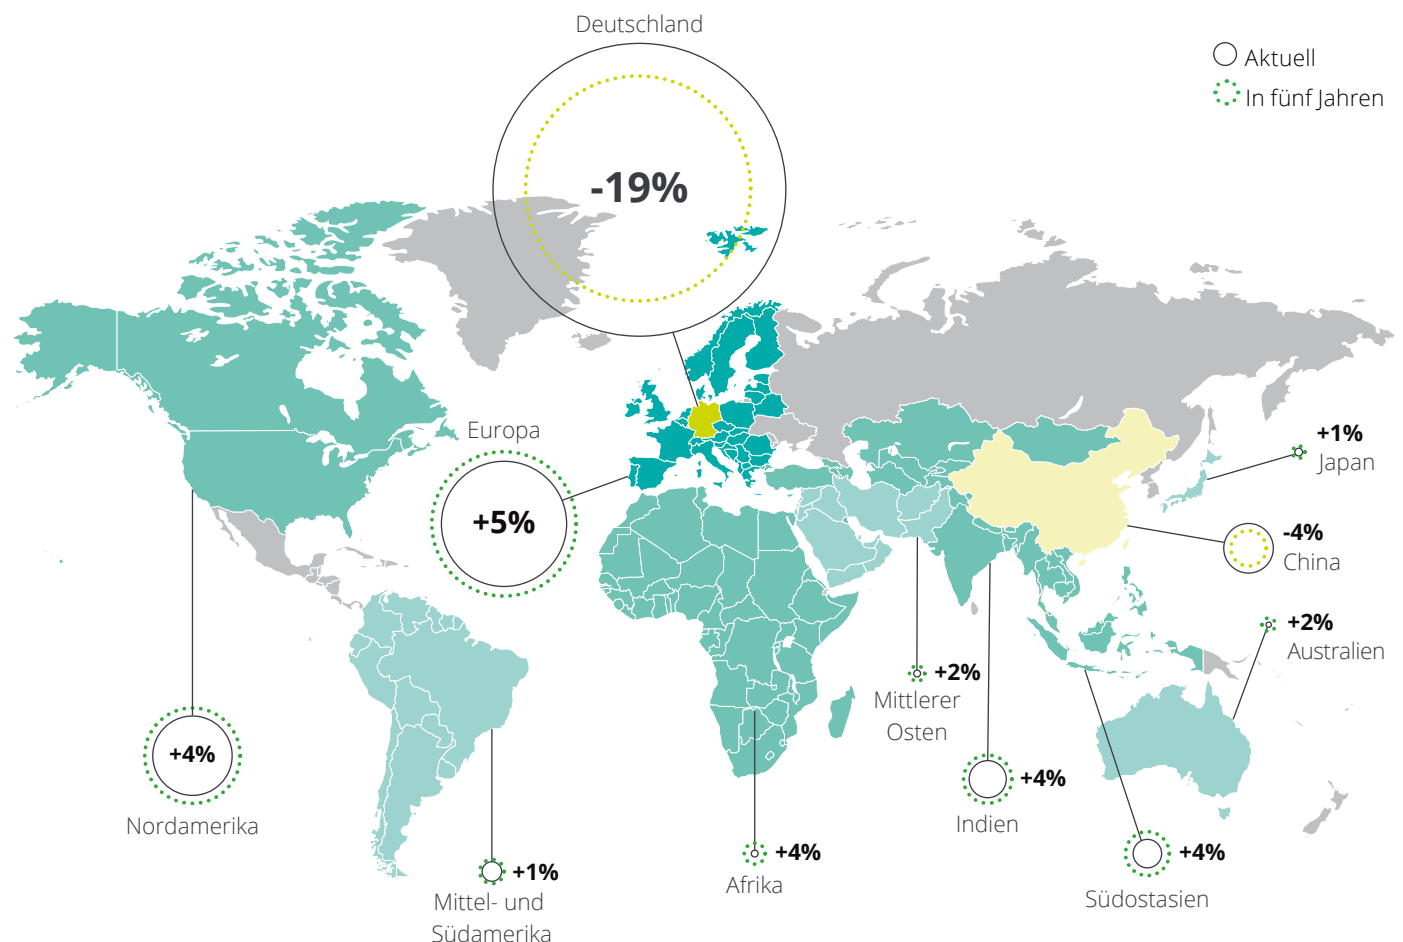 Deutschland
-19%
Aktuell
In fünf Jahren
Europa
+5%
+1%
Japan
-4%
China
+2%
Australien
+2%
Mittlerer
Osten
+4%
Nordamerika
+4%
Indien
+1%
Mittel- und
Südamerika
+4%
Afrika
+4%
Südostasien